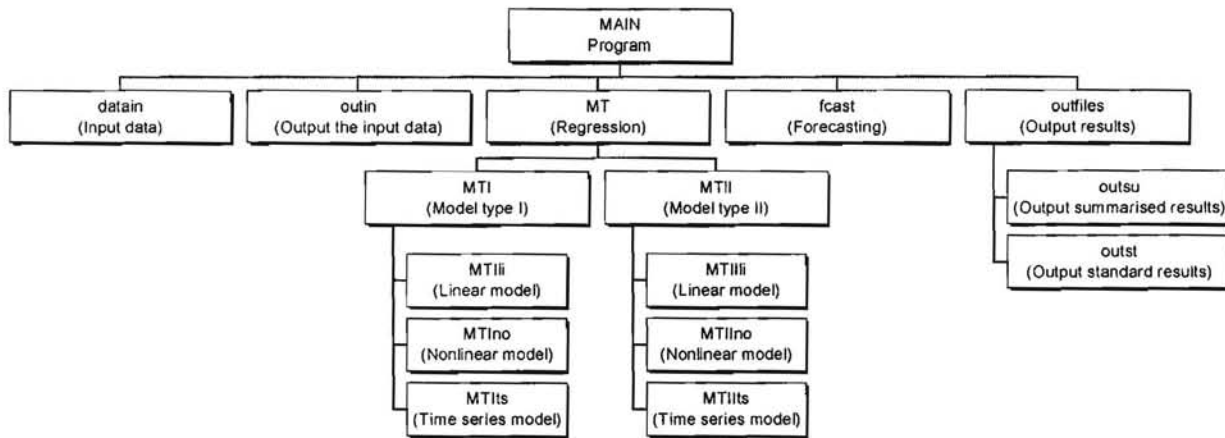 MAIN
Program
datain
(Input data)
outin
(Output the input data)
MT
(Regression)
fcast
(Forecasting)
outfiles
(Output results)
MTI
(Model type I)
MTII
(Model type II)
outsu
(Output summarised results)
outst
(Output standard results)
MTIli
(Linear model)
MTIIli
(Linear model)
MTIno
(Nonlinear model)
MTIIno
(Nonlinear model)
MTIts
(Time series model)
MTIIts
(Time series model)